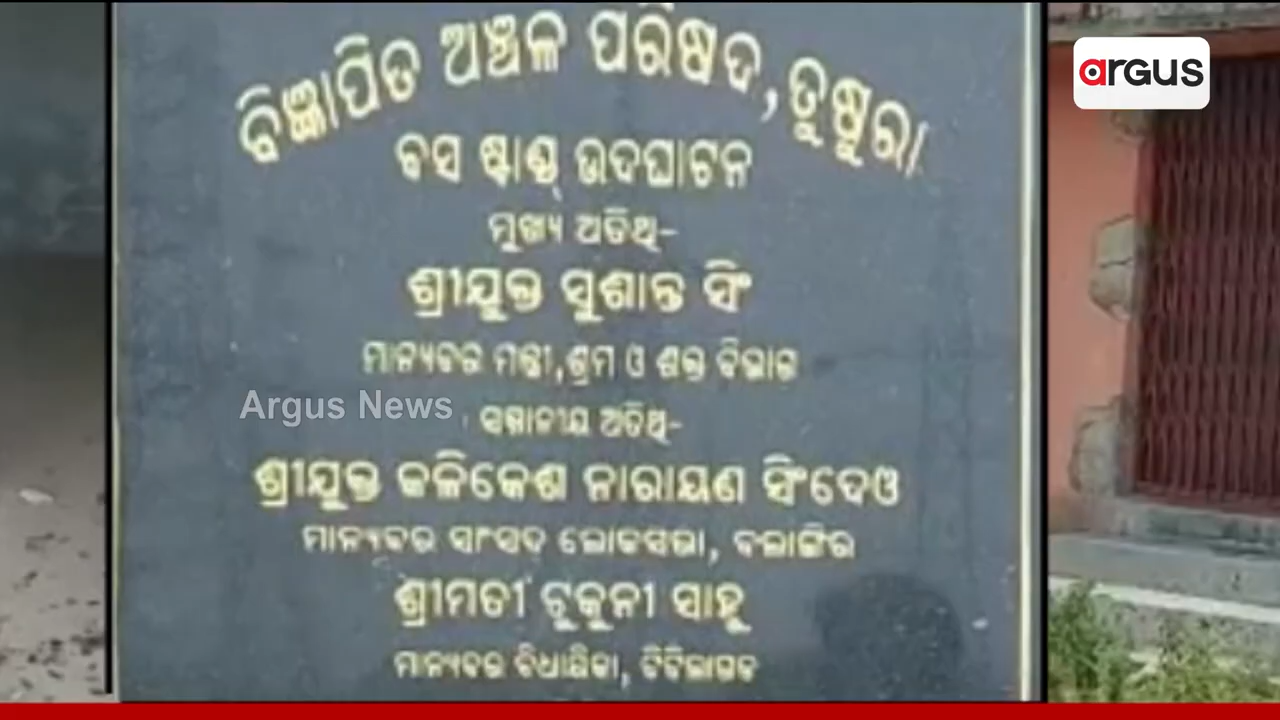 ବିଜ୍ଞାପିତ ଅଞ୍ଚଳ ପରିଷଦ,ତୁଷୁରା
ବସ ଷ୍ଟାଣ୍ଡ୍ ଉଦଘାଟନ
ମୁଖ୍ୟ ଅତିଥି-
ଶ୍ରୀଯୁକ୍ତ ସୁଶାନ୍ତ ସିଂ
ମାନ୍ୟବର ମନ୍ତ୍ରୀ,ଶ୍ରମ ଓ ଶକ୍ତି ବିଭାଗ
ସମ୍ମାନୀୟ ଅତିଥି-
ଶ୍ରୀଯୁକ୍ତ କଳିକେଶ ନାରାୟଣ ସିଂଦେଓ
ମାନ୍ୟବର ସାଂସଦ ଲୋକସଭା, ବଲାଙ୍ଗିର
ଶ୍ରୀମତୀ ଟୁକୁନୀ ସାହୁ
ମାନ୍ୟବର ବିଧାୟିକା, ଟିଟିଲାଗଡ
argus
Argus News